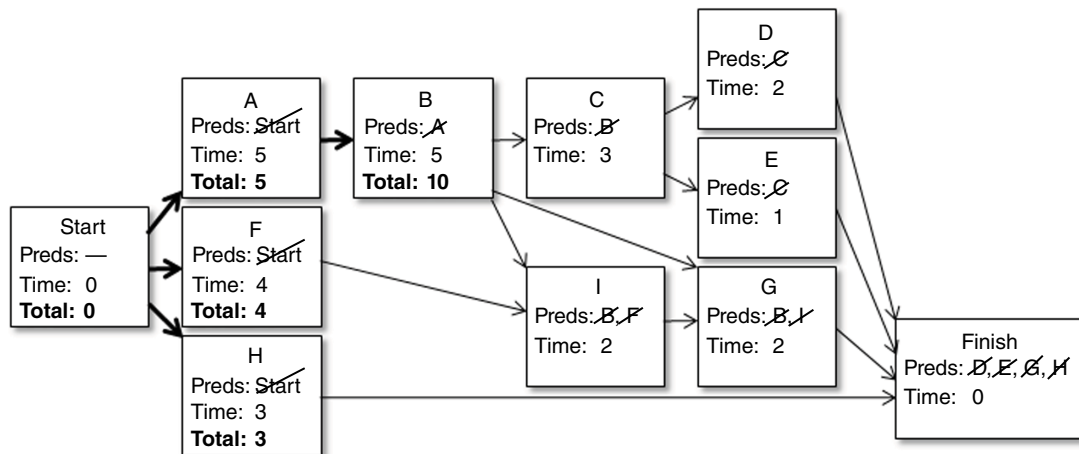 Start
Preds: —
Time: 0
Total: 0
A
Preds: Start
Time: 5
Total: 5
F
Preds: Start
Time: 4
Total: 4
H
Preds: Start
Time: 3
Total: 3
B
Preds: A
Time: 5
Total: 10
C
Preds: B
Time: 3
I
Preds: B, F
Time: 2
D
Preds: C
Time: 2
E
Preds: C
Time: 1
G
Preds: B, I
Time: 2
Finish
Preds: D, E, G, H
Time: 0